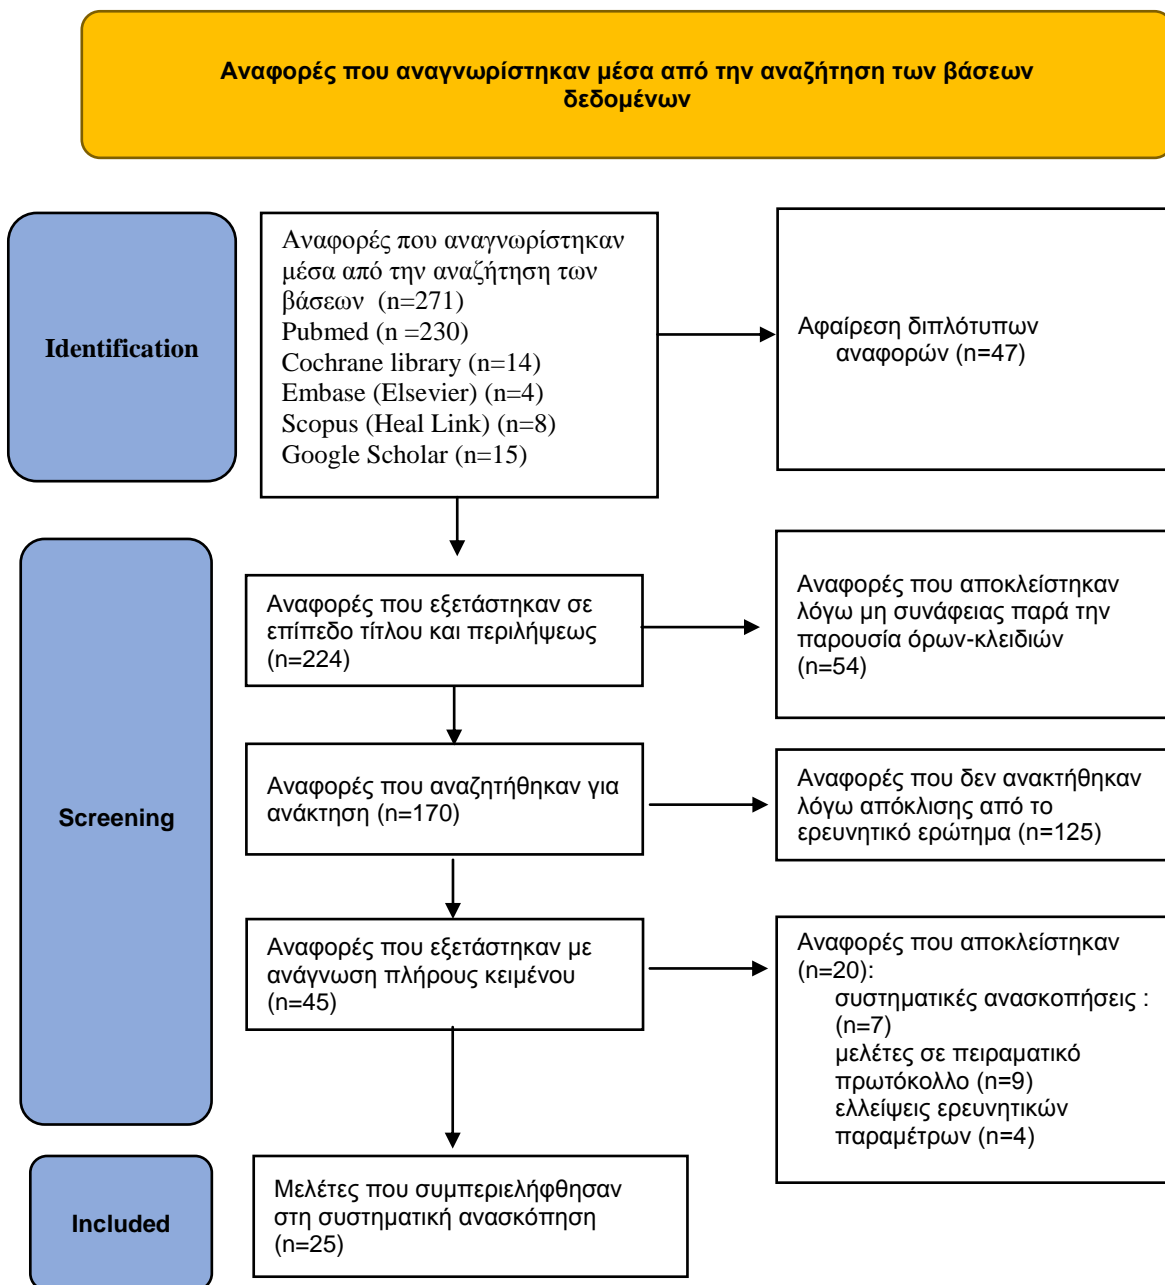 Αναφορές που αναγνωρίστηκαν μέσα από την αναζήτηση των βάσεων
δεδομένων
Identification
Αναφορές που αναγνωρίστηκαν
μέσα από την αναζήτηση των
βάσεων (n=271)
Pubmed (n =230)
Cochrane library (n=14)
Embase (Elsevier) (n=4)
Scopus (Heal Link) (n=8)
Google Scholar (n=15)
Αφαίρεση διπλότυπων
αναφορών (n=47)
Screening
Αναφορές που εξετάστηκαν σε
επίπεδο τίτλου και περιλήψεως
(n=224)
Αναφορές που αποκλείστηκαν
λόγω μη συνάφειας παρά την
παρουσία όρων-κλειδιών
(n=54)
Αναφορές που αναζητήθηκαν για
ανάκτηση (n=170)
Αναφορές που δεν ανακτήθηκαν
λόγω απόκλισης από το
ερευνητικό ερώτημα (n=125)
Αναφορές που εξετάστηκαν με
ανάγνωση πλήρους κειμένου
(n=45)
Αναφορές που αποκλείστηκαν
(n=20):
συστηματικές ανασκοπήσεις :
(n=7)
μελέτες σε πειραματικό
πρωτόκολλο (n=9)
ελλείψεις ερευνητικών
παραμέτρων (n=4)
Included
Μελέτες που συμπεριελήφθησαν
στη συστηματική ανασκόπηση
(n=25)